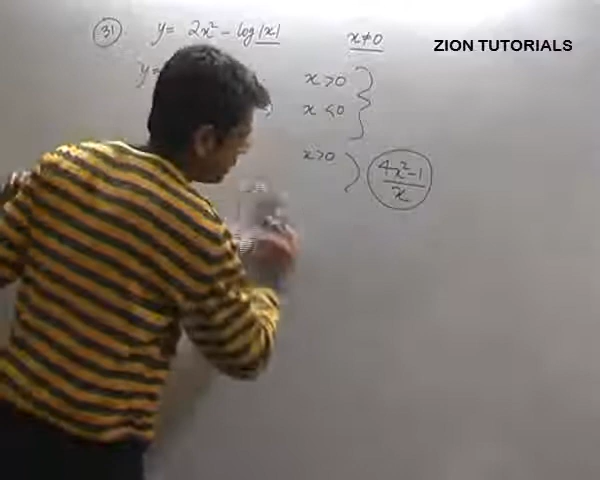 31) y = 2x² - log|x| x≠0
ZION TUTORIALS
y = x>0
x<0
x>0 (4x²-1)/x